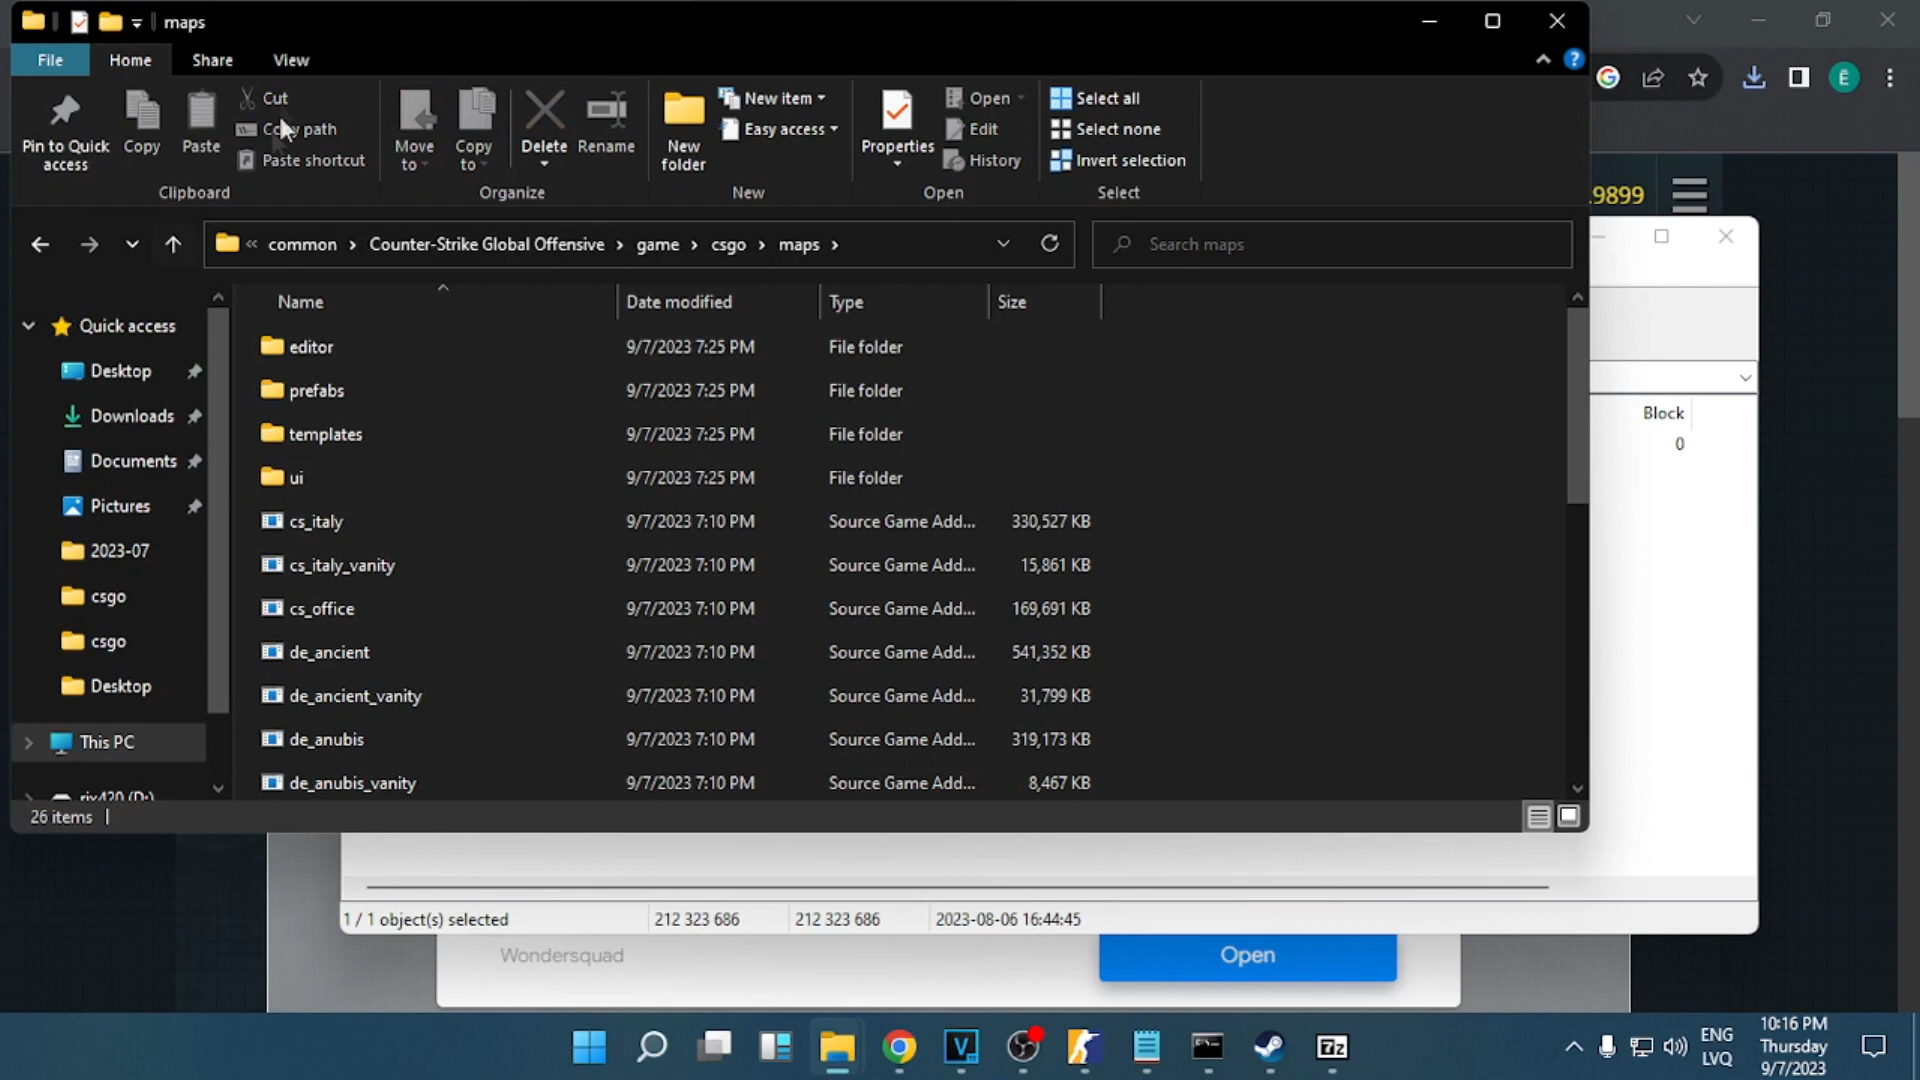 maps
File
Home
Share
View
Pin to Quick access
Copy
Paste
Cut
Copy path
Paste shortcut
Clipboard
Move to
Copy to
Delete
Rename
Organize
New folder
New item
Easy access
New
Properties
Open
Edit
History
Open
Select all
Select none
Invert selection
Select
.9899
« common › Counter-Strike Global Offensive › game › csgo › maps ›
Search maps
Name
Date modified
Type
Size
editor 9/7/2023 7:25 PM File folder
prefabs 9/7/2023 7:25 PM File folder
templates 9/7/2023 7:25 PM File folder
ui 9/7/2023 7:25 PM File folder
cs_italy 9/7/2023 7:10 PM Source Game Add... 330,527 KB
cs_italy_vanity 9/7/2023 7:10 PM Source Game Add... 15,861 KB
cs_office 9/7/2023 7:10 PM Source Game Add... 169,691 KB
de_ancient 9/7/2023 7:10 PM Source Game Add... 541,352 KB
de_ancient_vanity 9/7/2023 7:10 PM Source Game Add... 31,799 KB
de_anubis 9/7/2023 7:10 PM Source Game Add... 319,173 KB
de_anubis_vanity 9/7/2023 7:10 PM Source Game Add... 8,467 KB
Quick access
Desktop
Downloads
Documents
Pictures
2023-07
csgo
csgo
Desktop
This PC
rix420 (D:)
26 items
Block
0
1 / 1 object(s) selected 212 323 686 212 323 686 2023-08-06 16:44:45
Wondersquad
Open
ENG
LVQ
10:16 PM
Thursday
9/7/2023